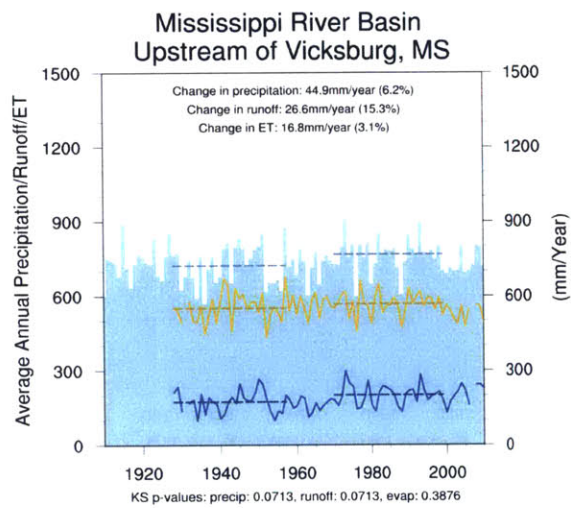 Mississippi River Basin
Upstream of Vicksburg, MS
Change in precipitation: 44.9mm/year (6.2%)
Change in runoff: 26.6mm/year (15.3%)
Change in ET: 16.8mm/year (3.1%)
Average Annual Precipitation/Runoff/ET
1500
1200
900
600
300
0
1500
1200
900
600
300
0
(mm/Year)
1920 1940 1960 1980 2000
KS p-values: precip: 0.0713, runoff: 0.0713, evap: 0.3876